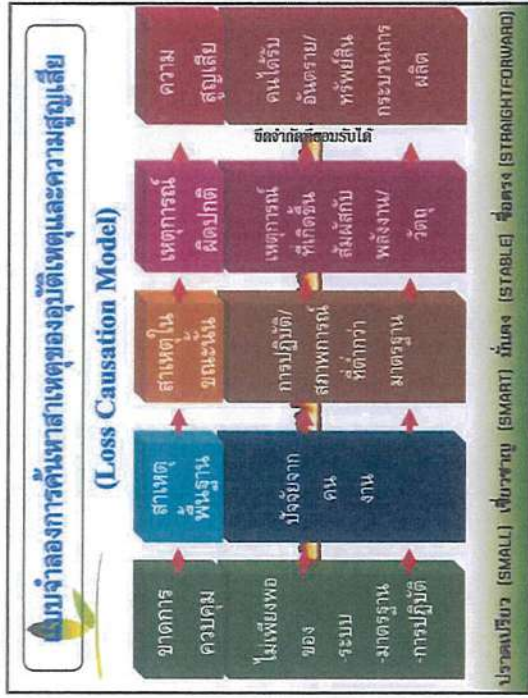 แบบจำลองการค้นหาสาเหตุของอุบัติเหตุและความสูญเสีย
(Loss Causation Model)
ขาดการ
ควบคุม
ไม่เพียงพอ
ของ
-ระบบ
-มาตรฐาน
-การปฏิบัติ
สาเหตุ
พื้นฐาน
ปัจจัยจาก
คน
งาน
สาเหตุใน
ขณะนั้น
การปฏิบัติ/
สภาพการณ์
ที่ต่ำกว่า
มาตรฐาน
เหตุการณ์
ผิดปกติ
เหตุการณ์
ที่เกิดขึ้น
สัมผัสกับ
พลังงาน/
วัตถุ
ขีดจำกัดที่ยอมรับได้
ความ
สูญเสีย
คนได้รับ
อันตราย/
ทรัพย์สิน
กระบวนการ
ผลิต
ปราดเปรียว (SMALL) เชี่ยวชาญ (SMART) มั่นคง (STABLE) ซื่อตรง (STRAIGHTFORWARD)